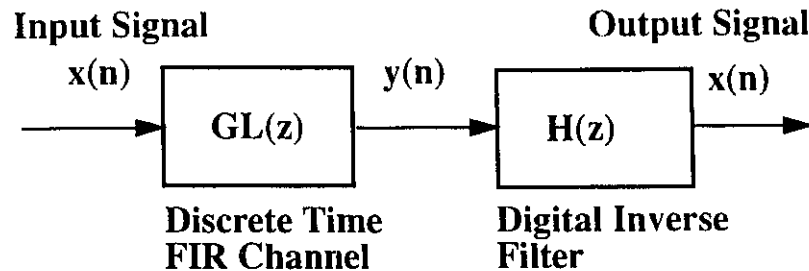 Input Signal
Output Signal
x(n)
y(n)
x(n)
GL(z)
H(z)
Discrete Time
FIR Channel
Digital Inverse
Filter